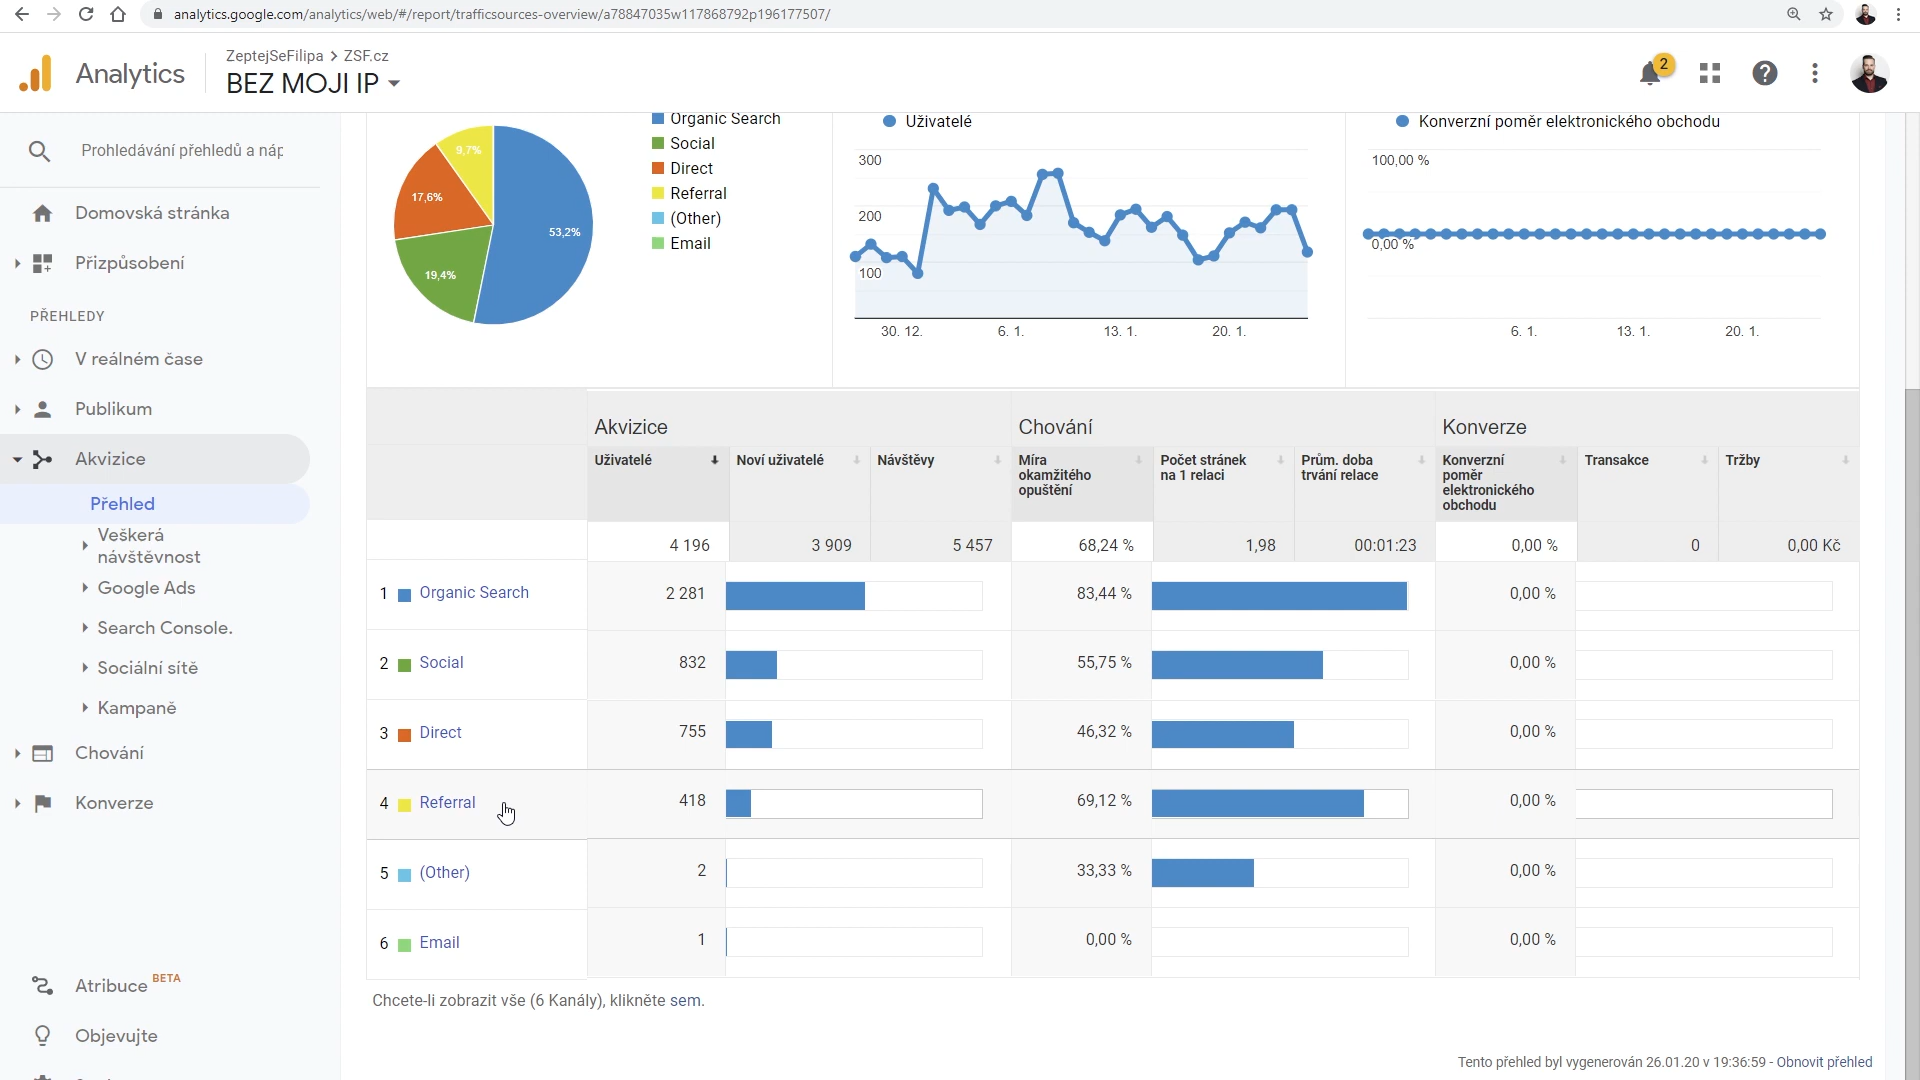 analytics.google.com/analytics/web/#/report/trafficsources-overview/a78847035w117868792p196177507/
Analytics
ZeptejSeFilipa > ZSF.cz
BEZ MOJI IP
2
Prohledávání přehledů a náp
Domovská stránka
Přizpůsobení
PŘEHLEDY
V reálném čase
Publikum
Akvizice
Přehled
Veškerá
návštěvnost
Google Ads
Search Console.
Sociální sítě
Kampaně
Chování
Konverze
Atribuce BETA
Objevujte
9,7%
17,6%
53,2%
19,4%
Organic Search
Social
Direct
Referral
(Other)
Email
Uživatelé
300
200
100
30. 12.
6. 1.
13. 1.
20. 1.
Konverzní poměr elektronického obchodu
100,00 %
0,00 %
6. 1.
13. 1.
20. 1.
Akvizice
Chování
Konverze
Uživatelé
Noví uživatelé
Návštěvy
Míra
okamžitého
opuštění
Počet stránek
na 1 relaci
Prům. doba
trvání relace
Konverzní
poměr
elektronického
obchodu
Transakce
Tržby
4 196
3 909
5 457
68,24 %
1,98
00:01:23
0,00 %
0
0,00 Kč
1 Organic Search 2 281 83,44 % 0,00 %
2 Social 832 55,75 % 0,00 %
3 Direct 755 46,32 % 0,00 %
4 Referral 418 69,12 % 0,00 %
5 (Other) 2 33,33 % 0,00 %
6 Email 1 0,00 % 0,00 %
Chcete-li zobrazit vše (6 Kanály), klikněte sem.
Tento přehled byl vygenerován 26.01.20 v 19:36:59 - Obnovit přehled